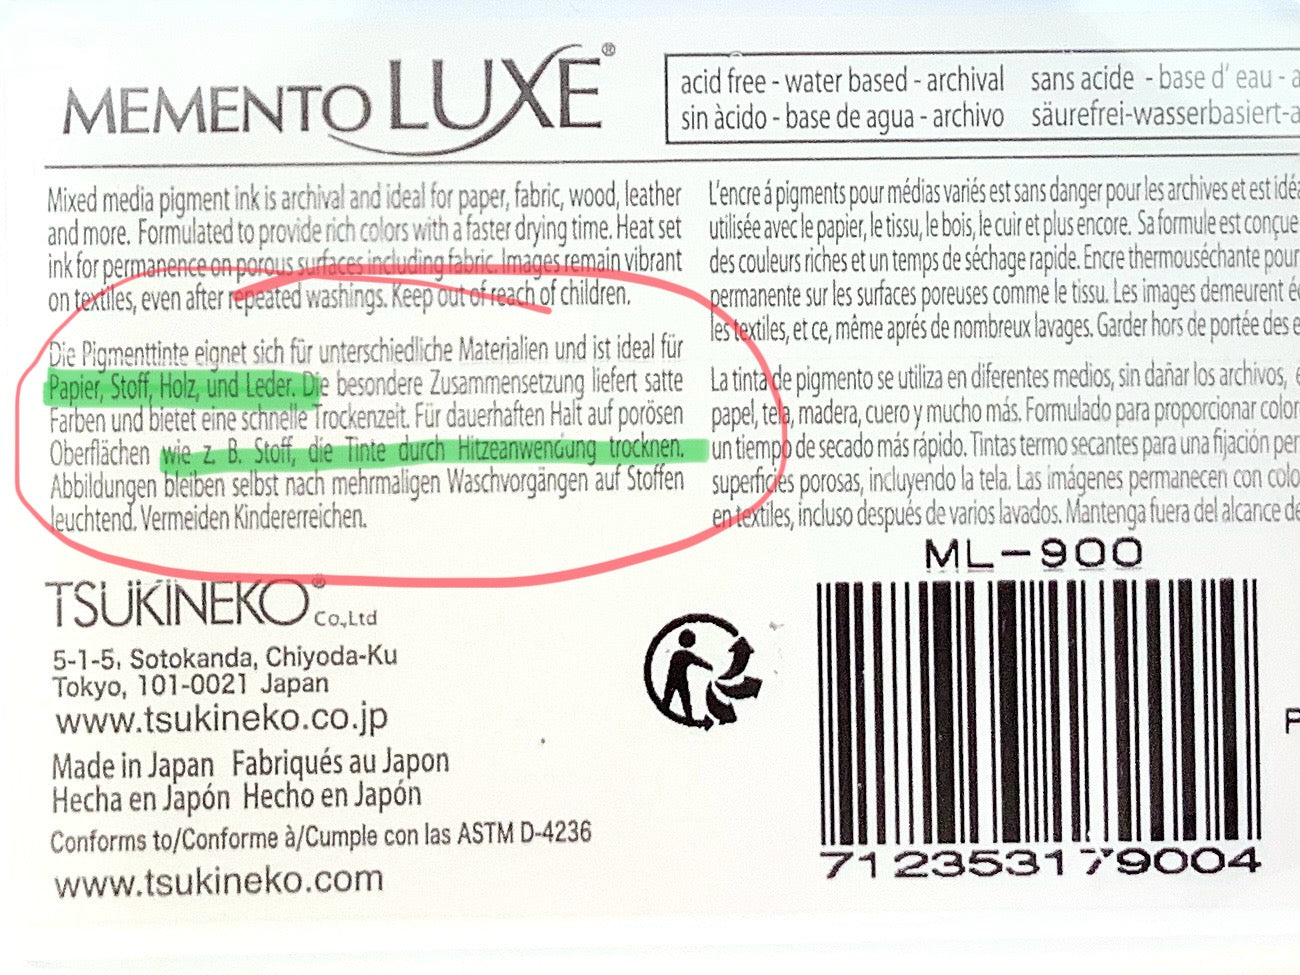 MEMENTO LUXE®
acid free - water based - archival sans acide - base d' eau - a
sin àcido - base de agua - archivo säurefrei-wasserbasiert-a
Mixed media pigment ink is archival and ideal for paper, fabric, wood, leather
and more. Formulated to provide rich colors with a faster drying time. Heat set
ink for permanence on porous surfaces including fabric. Images remain vibrant
on textiles, even after repeated washings. Keep out of reach of children.
Die Pigmenttinte eignet sich für unterschiedliche Materialien und ist ideal für
Papier, Stoff, Holz, und Leder. Die besondere Zusammensetzung liefert satte
Farben und bietet eine schnelle Trockenzeit. Für dauerhaften Halt auf porösen
Oberflächen wie z. B. Stoff, die Tinte durch Hitzeanwendung trocknen.
Abbildungen bleiben selbst nach mehrmaligen Waschvorgängen auf Stoffen
leuchtend. Vermeiden Kindererreichen.
L'encre á pigments pour médias variés est sans danger pour les archives et est idéa
utilisée avec le papier, le tissu, le bois, le cuir et plus encore. Sa formule est conçue
des couleurs riches et un temps de séchage rapide. Encre thermouséchante pour
permanente sur les surfaces poreuses comme le tissu. Les images demeurent é
les textiles, et ce, même aprés de nombreux lavages. Garder hors de portée des e
La tinta de pigmento se utiliza en diferentes medios, sin dañar los archivos, e
papel, tela, madera, cuero y mucho más. Formulado para proporcionar color
un tiempo de secado más rápido. Tintas termo secantes para una fijación per
superficies porosas, incluyendo la tela. Las imágenes permanecen con colo
en textiles, incluso después de varios lavados. Mantenga fuera del alcance de
ML-900
712353179004
P
TSUKINEKO® Co.,Ltd
5-1-5, Sotokanda, Chiyoda-Ku
Tokyo, 101-0021 Japan
www.tsukineko.co.jp
Made in Japan Fabriqués au Japon
Hecha en Japón Hecho en Japón
Conforms to/Conforme à/Cumple con las ASTM D-4236
www.tsukineko.com